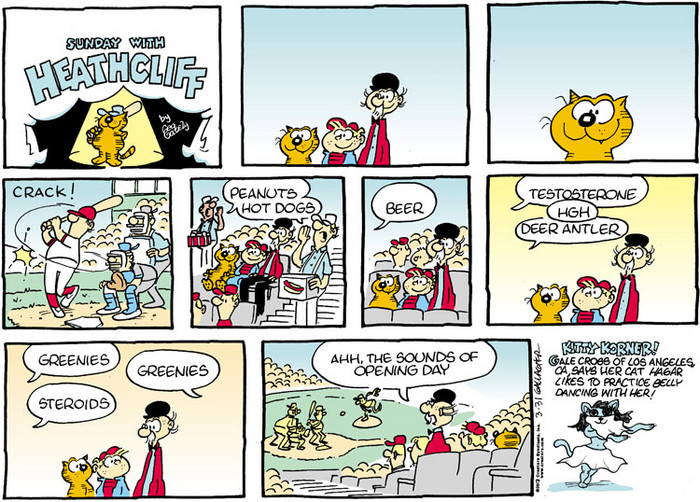 SUNDAY WITH
HEATHCLIFF
by
CRACK!
PEANUTS
HOT DOGS
BEER
TESTOSTERONE
HGH
DEER ANTLER
GREENIES
GREENIES
STEROIDS
AHH, THE SOUNDS OF
OPENING DAY
3-31
GALLAGHER
KITTY KORNER!
GALE CROSS OF LOS ANGELES,
CA, SAYS HER CAT HAGAR
LIKES TO PRACTICE BELLY
DANCING WITH HER!